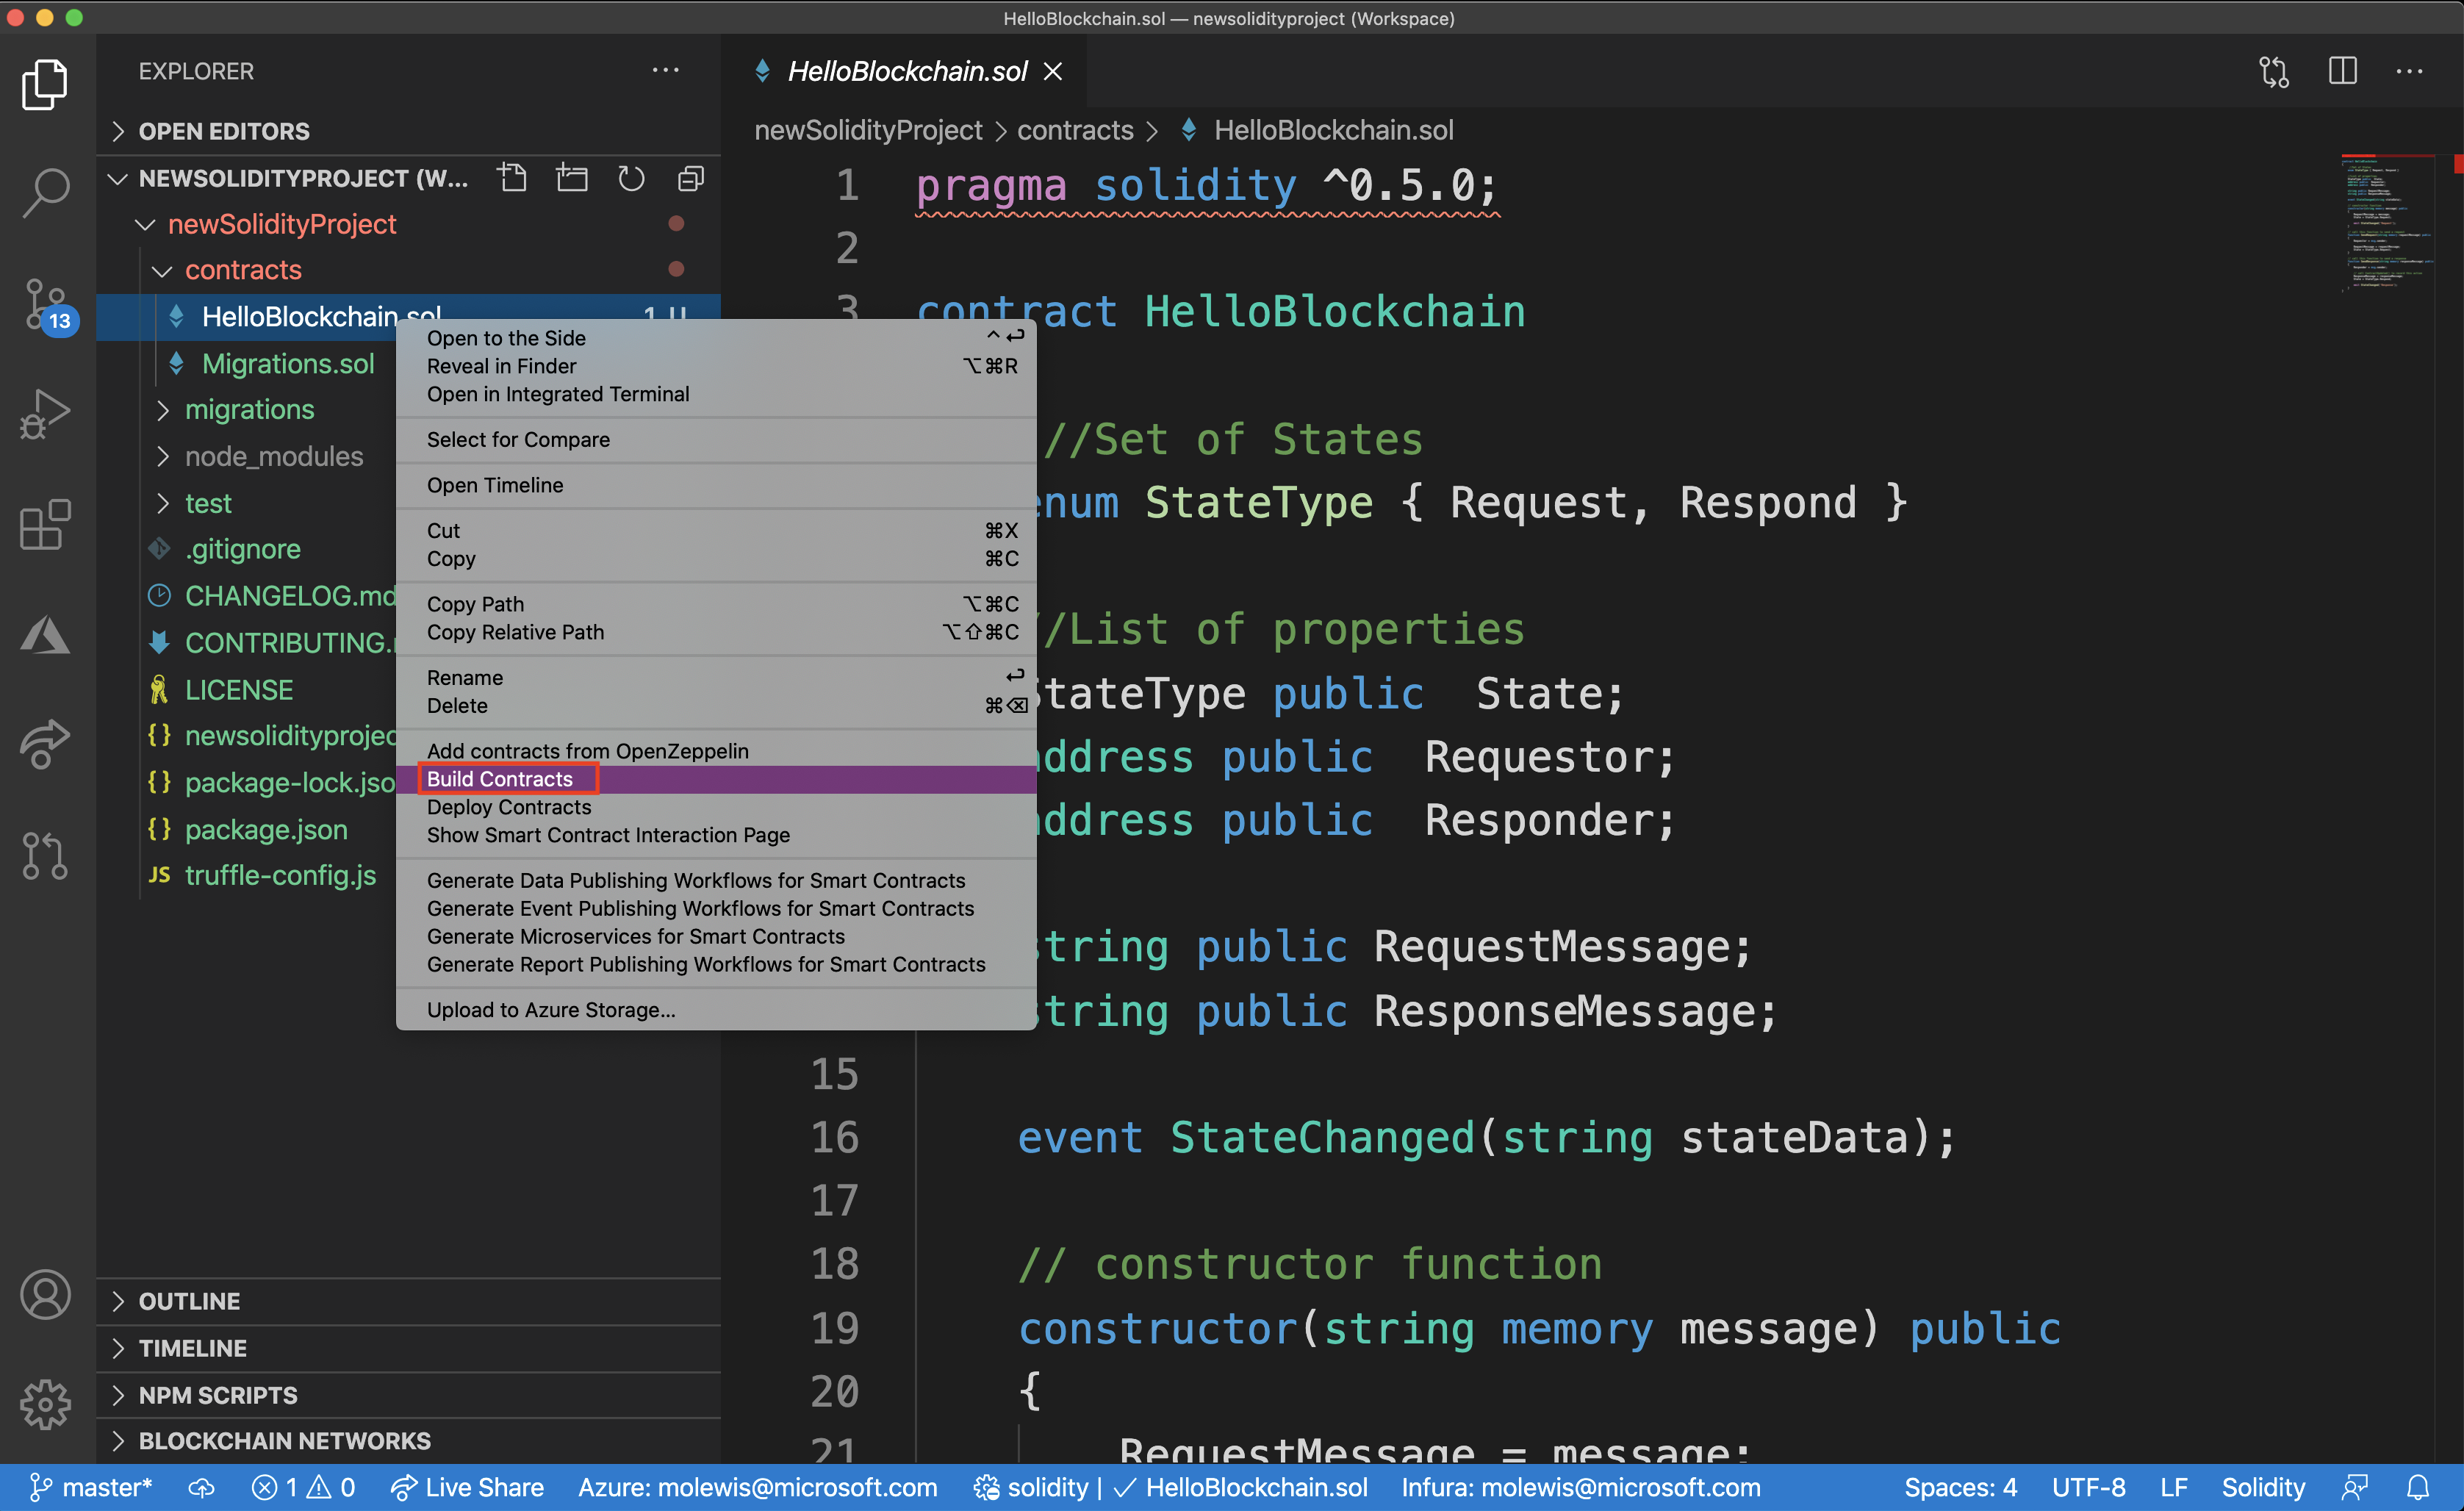 HelloBlockchain.sol — newsolidityproject (Workspace)
EXPLORER
OPEN EDITORS
NEWSOLIDITYPROJECT (W...
newSolidityProject
contracts
HelloBlockchain.sol
Migrations.sol
migrations
node_modules
test
.gitignore
CHANGELOG.md
CONTRIBUTING.
LICENSE
newsolidityprojec
package-lock.jso
package.json
JS truffle-config.js
13
OUTLINE
TIMELINE
NPM SCRIPTS
BLOCKCHAIN NETWORKS
Open to the Side ^↩
Reveal in Finder ⌥⌘R
Open in Integrated Terminal
Select for Compare
Open Timeline
Cut ⌘X
Copy ⌘C
Copy Path ⌥⌘C
Copy Relative Path ⌥⇧⌘C
Rename ↩
Delete ⌘⌫
Add contracts from OpenZeppelin
Build Contracts
Deploy Contracts
Show Smart Contract Interaction Page
Generate Data Publishing Workflows for Smart Contracts
Generate Event Publishing Workflows for Smart Contracts
Generate Microservices for Smart Contracts
Generate Report Publishing Workflows for Smart Contracts
Upload to Azure Storage...
HelloBlockchain.sol
newSolidityProject > contracts > HelloBlockchain.sol
1 pragma solidity ^0.5.0;
2
3 contract HelloBlockchain
//Set of States
enum StateType { Request, Respond }
//List of properties
StateType public  State;
address public  Requestor;
address public  Responder;
string public RequestMessage;
string public ResponseMessage;
15
16 event StateChanged(string stateData);
17
18 // constructor function
19 constructor(string memory message) public
20 {
21 RequestMessage = message;
master* 1 0 Live Share Azure: molewis@microsoft.com solidity | ✓ HelloBlockchain.sol Infura: molewis@microsoft.com Spaces: 4 UTF-8 LF Solidity